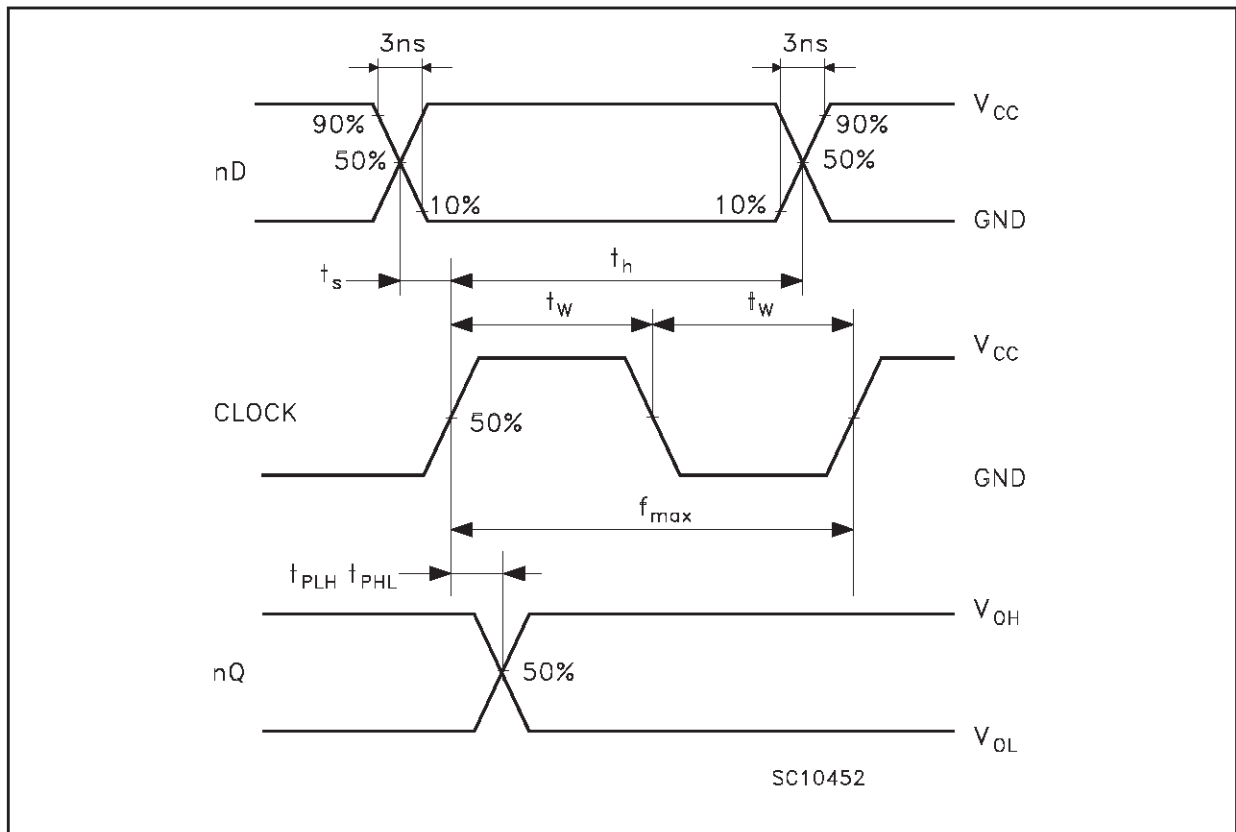 3ns 3ns
V_CC
90% 90%
nD 50% 50%
10% 10%
GND
t_s t_h
t_W t_W
V_CC
CLOCK 50%
GND
f_max
t_PLH t_PHL
V_OH
nQ 50%
V_OL
SC10452